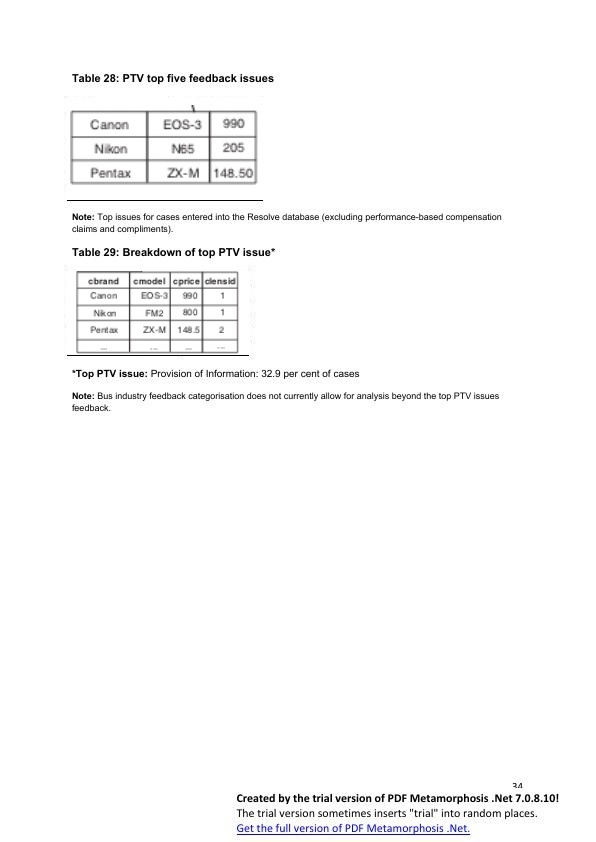 Table 28: PTV top five feedback issues
Canon EOS-3 990
Nikon N65 205
Pentax ZX-M 148.50
Note: Top issues for cases entered into the Resolve database (excluding performance-based compensation
claims and compliments).
Table 29: Breakdown of top PTV issue*
cbrand cmodel cprice clensid
Canon EOS-3 990 1
Nikon FM2 800 1
Pentax ZX-M 148.5 2
... ... ... ...
*Top PTV issue: Provision of Information: 32.9 per cent of cases
Note: Bus industry feedback categorisation does not currently allow for analysis beyond the top PTV issues
feedback.
34
Created by the trial version of PDF Metamorphosis .Net 7.0.8.10!
The trial version sometimes inserts "trial" into random places.
Get the full version of PDF Metamorphosis .Net.